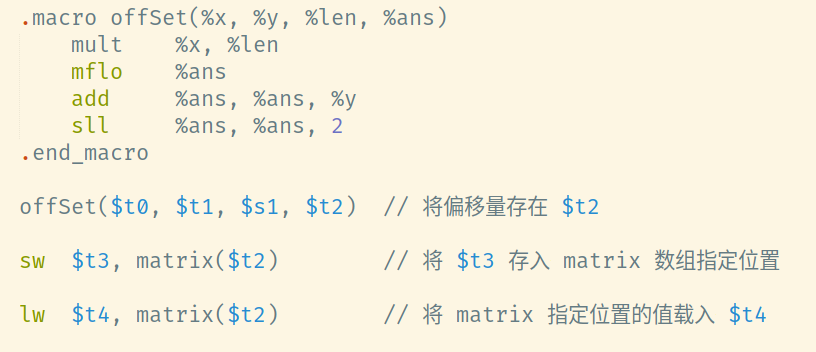 .macro offSet(%x, %y, %len, %ans)
    mult    %x, %len
    mflo    %ans
    add     %ans, %ans, %y
    sll     %ans, %ans, 2
.end_macro
offSet($t0, $t1, $s1, $t2)  // 将偏移量存在 $t2
sw  $t3, matrix($t2)        // 将 $t3 存入 matrix 数组指定位置
lw  $t4, matrix($t2)        // 将 matrix 指定位置的值载入 $t4